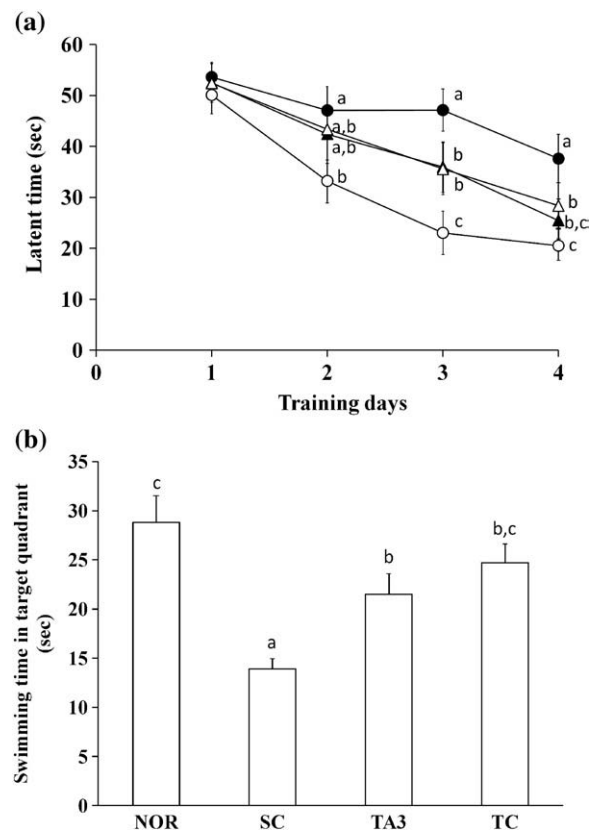 (a)
60
50
40
30
20
10
0
Latent time (sec)
a
a
a
a,b
a,b
b
b
b
c
b
b,c
c
0 1 2 3 4
Training days
(b)
35
30
25
20
15
10
5
0
Swimming time in target quadrant
(sec)
c
a
b
b,c
NOR SC TA3 TC